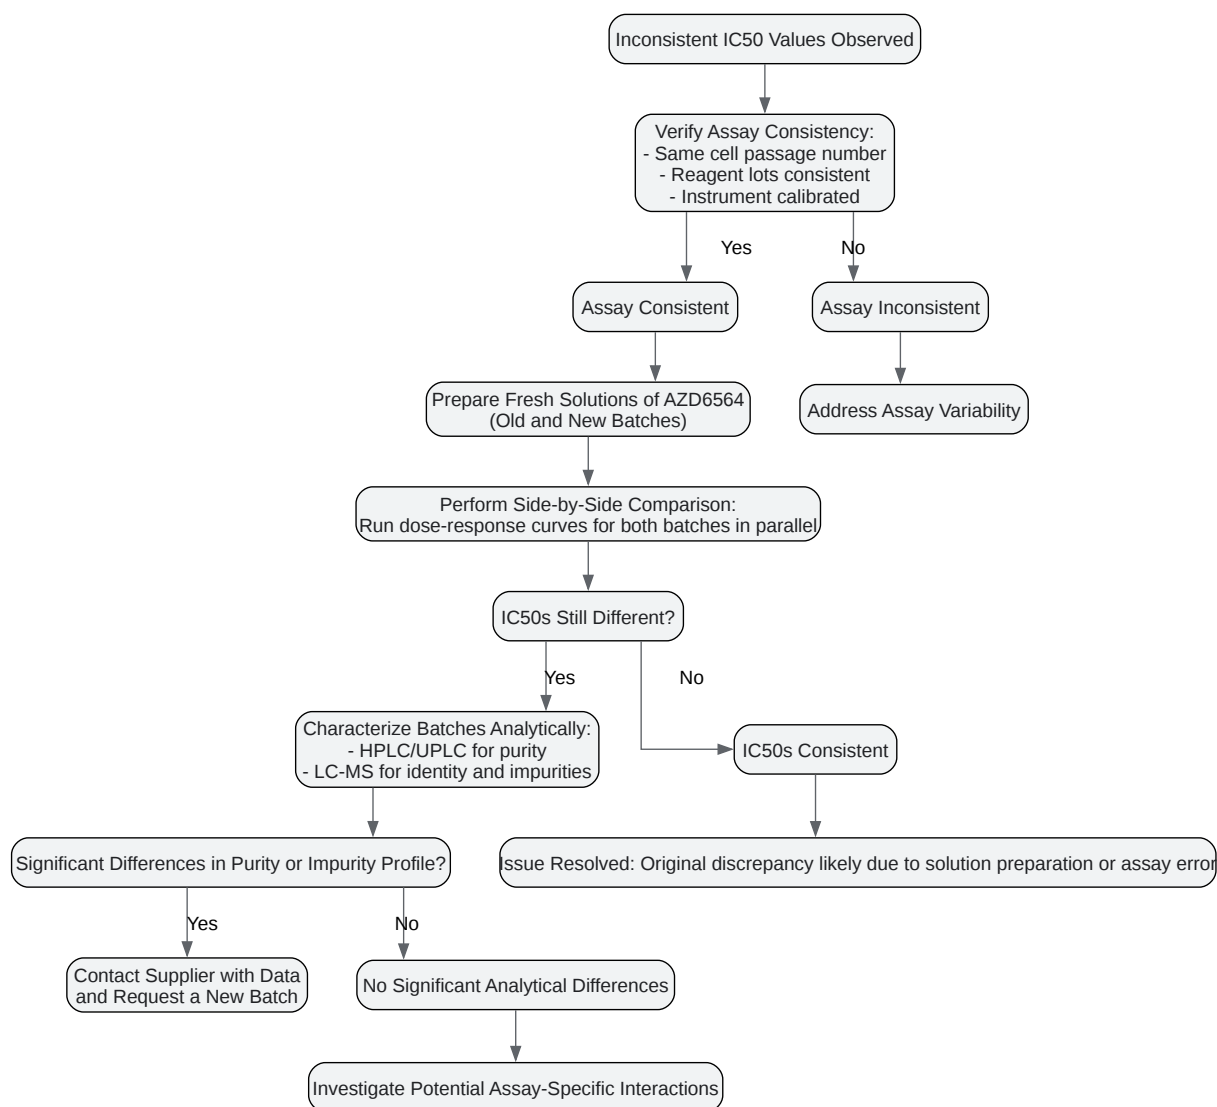 Inconsistent IC50 Values Observed
Verify Assay Consistency:
- Same cell passage number
- Reagent lots consistent
- Instrument calibrated
Yes
No
Assay Consistent
Assay Inconsistent
Prepare Fresh Solutions of AZD6564
(Old and New Batches)
Address Assay Variability
Perform Side-by-Side Comparison:
Run dose-response curves for both batches in parallel
IC50s Still Different?
Yes
No
Characterize Batches Analytically:
- HPLC/UPLC for purity
- LC-MS for identity and impurities
IC50s Consistent
Significant Differences in Purity or Impurity Profile?
Issue Resolved: Original discrepancy likely due to solution preparation or assay error
Yes
No
Contact Supplier with Data
and Request a New Batch
No Significant Analytical Differences
Investigate Potential Assay-Specific Interactions